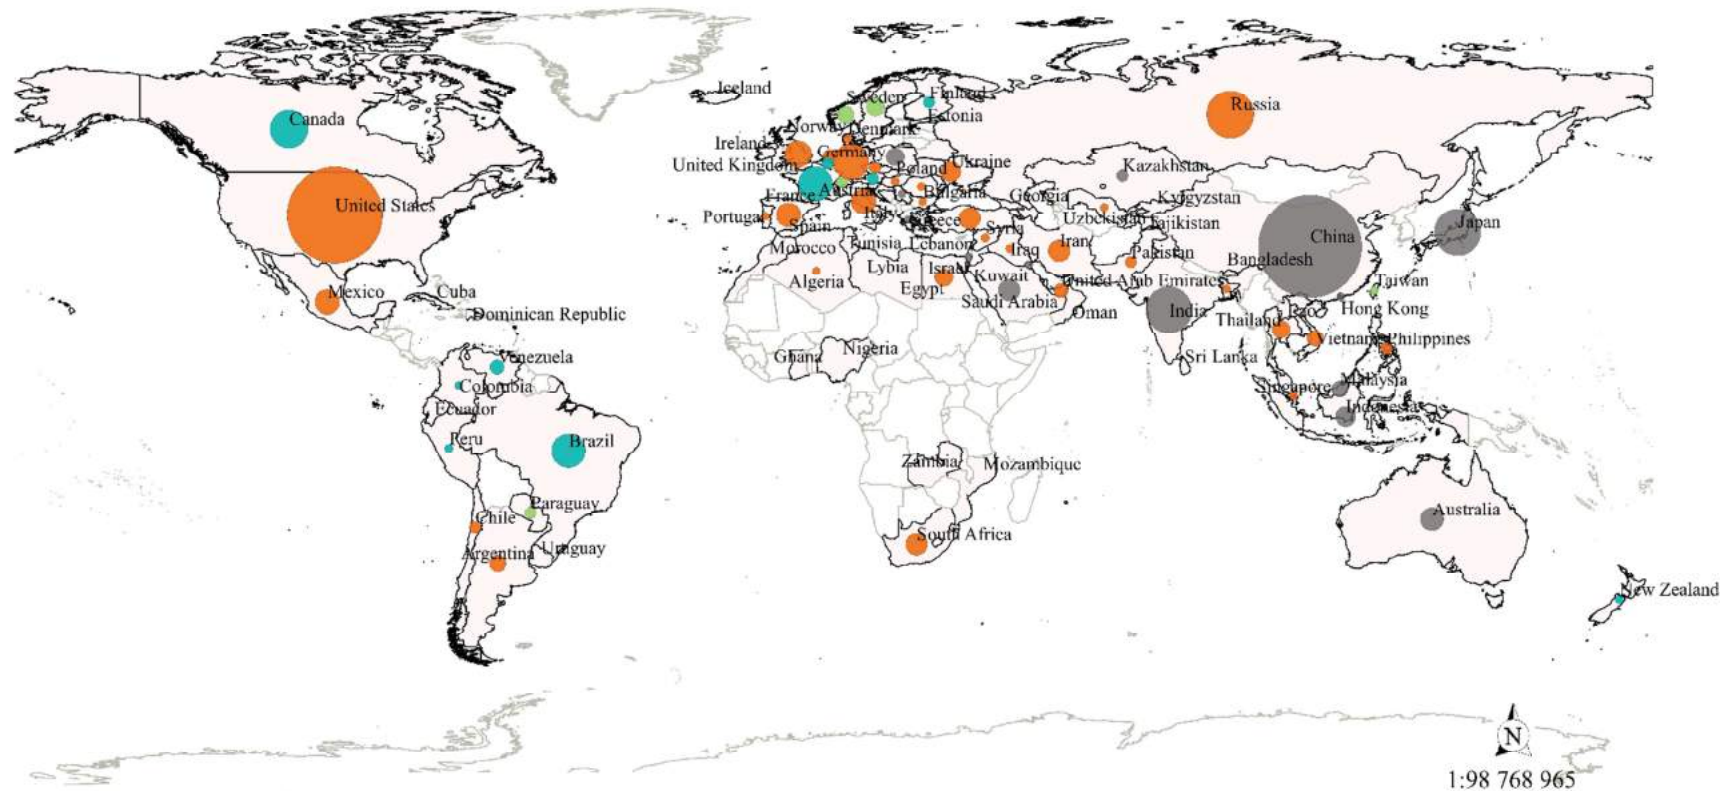 Iceland
Sweden
Finland
Estonia
Canada
Russia
Norway
Denmark
Ireland
Germany
United Kingdom
Poland
Ukraine
Kazakhstan
France
Austria
Bulgaria
Georgia
Kyrgyzstan
United States
Portugal
Spain
Italy
Greece
Uzbekistan
Tajikistan
Japan
China
Morocco
Tunisia
Lebanon
Syria
Iraq
Iran
Pakistan
Bangladesh
Algeria
Lybia
Israel
Egypt
Kuwait
United Arab Emirates
Taiwan
Mexico
Cuba
Saudi Arabia
Oman
India
Hong Kong
Dominican Republic
Thailand
Lao
Vietnam
Philippines
Venezuela
Ghana
Nigeria
Sri Lanka
Colombia
Singapore
Malaysia
Ecuador
Indonesia
Peru
Brazil
Zambia
Mozambique
Paraguay
Chile
Australia
Argentina
Uruguay
South Africa
New Zealand
N
1:98 768 965